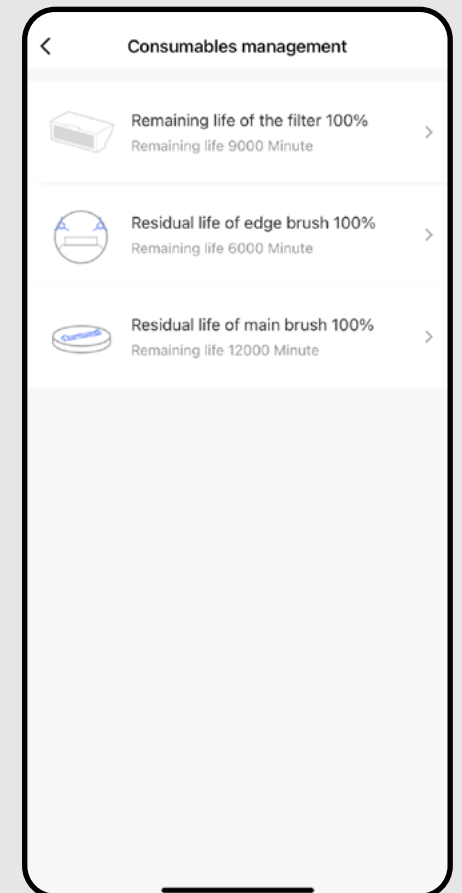 Consumables management
Remaining life of the filter 100%
Remaining life 9000 Minute
Residual life of edge brush 100%
Remaining life 6000 Minute
Residual life of main brush 100%
Remaining life 12000 Minute